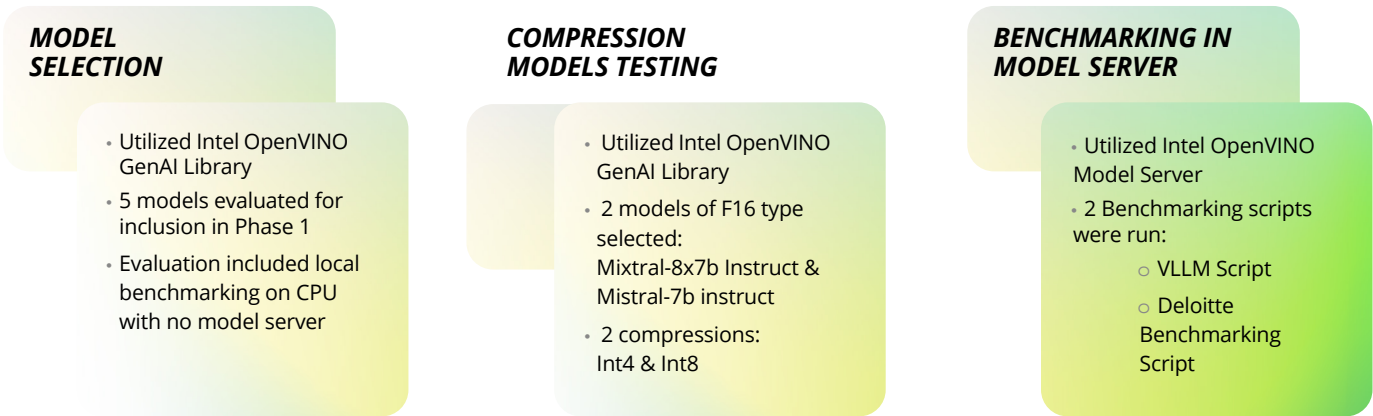 MODEL
SELECTION
• Utilized Intel OpenVINO
GenAI Library
• 5 models evaluated for
inclusion in Phase 1
• Evaluation included local
benchmarking on CPU
with no model server
COMPRESSION
MODELS TESTING
• Utilized Intel OpenVINO
GenAI Library
• 2 models of F16 type
selected:
Mixtral-8x7b Instruct &
Mistral-7b instruct
• 2 compressions:
Int4 & Int8
BENCHMARKING IN
MODEL SERVER
• Utilized Intel OpenVINO
Model Server
• 2 Benchmarking scripts
were run:
○ VLLM Script
○ Deloitte
Benchmarking
Script